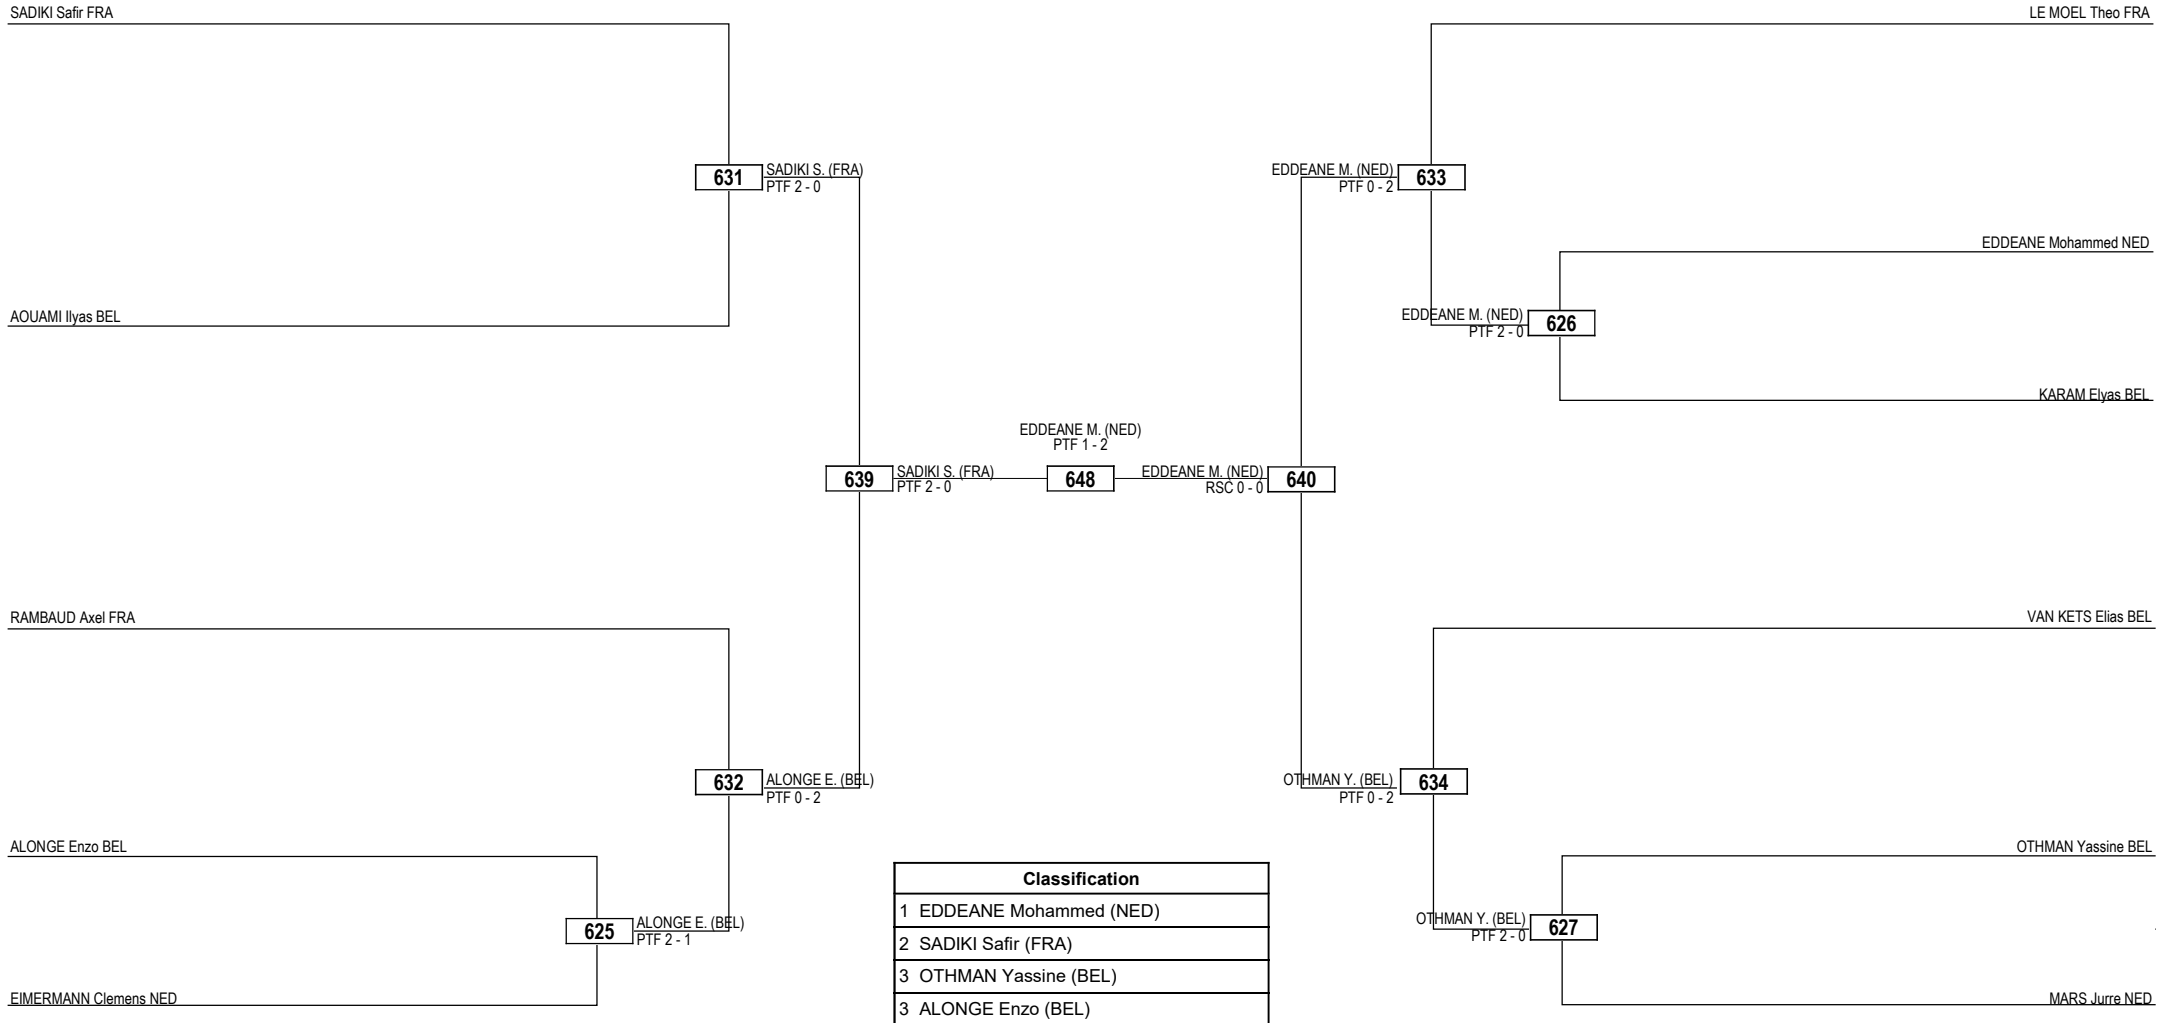 SADIKI Safir FRA
LE MOEL Theo FRA
631
SADIKI S. (FRA)
PTF 2 - 0
EDDEANE M. (NED)
PTF 0 - 2
633
EDDEANE Mohammed NED
AOUAMI Ilyas BEL
EDDEANE M. (NED)
PTF 2 - 0
626
KARAM Elyas BEL
EDDEANE M. (NED)
PTF 1 - 2
639
SADIKI S. (FRA)
PTF 2 - 0
648
EDDEANE M. (NED)
RSC 0 - 0
640
RAMBAUD Axel FRA
VAN KETS Elias BEL
632
ALONGE E. (BEL)
PTF 0 - 2
OTHMAN Y. (BEL)
PTF 0 - 2
634
ALONGE Enzo BEL
OTHMAN Yassine BEL
625
ALONGE E. (BEL)
PTF 2 - 1
OTHMAN Y. (BEL)
PTF 2 - 0
627
EIMERMANN Clemens NED
MARS Jurre NED
Classification
1 EDDEANE Mohammed (NED)
2 SADIKI Safir (FRA)
3 OTHMAN Yassine (BEL)
3 ALONGE Enzo (BEL)